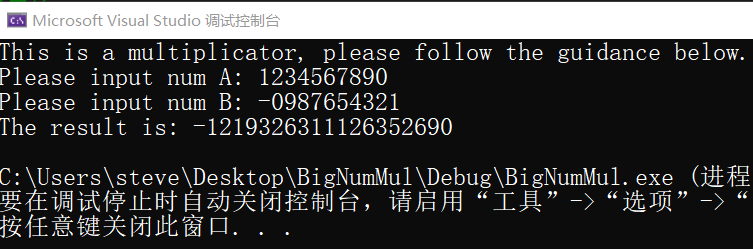 C:\ Microsoft Visual Studio 调试控制台
This is a multiplicator, please follow the guidance below.
Please input num A: 1234567890
Please input num B: -0987654321
The result is: -1219326311126352690
C:\Users\steve\Desktop\BigNumMul\Debug\BigNumMul.exe (进程
要在调试停止时自动关闭控制台，请启用“工具”->“选项”->“
按任意键关闭此窗口. . .